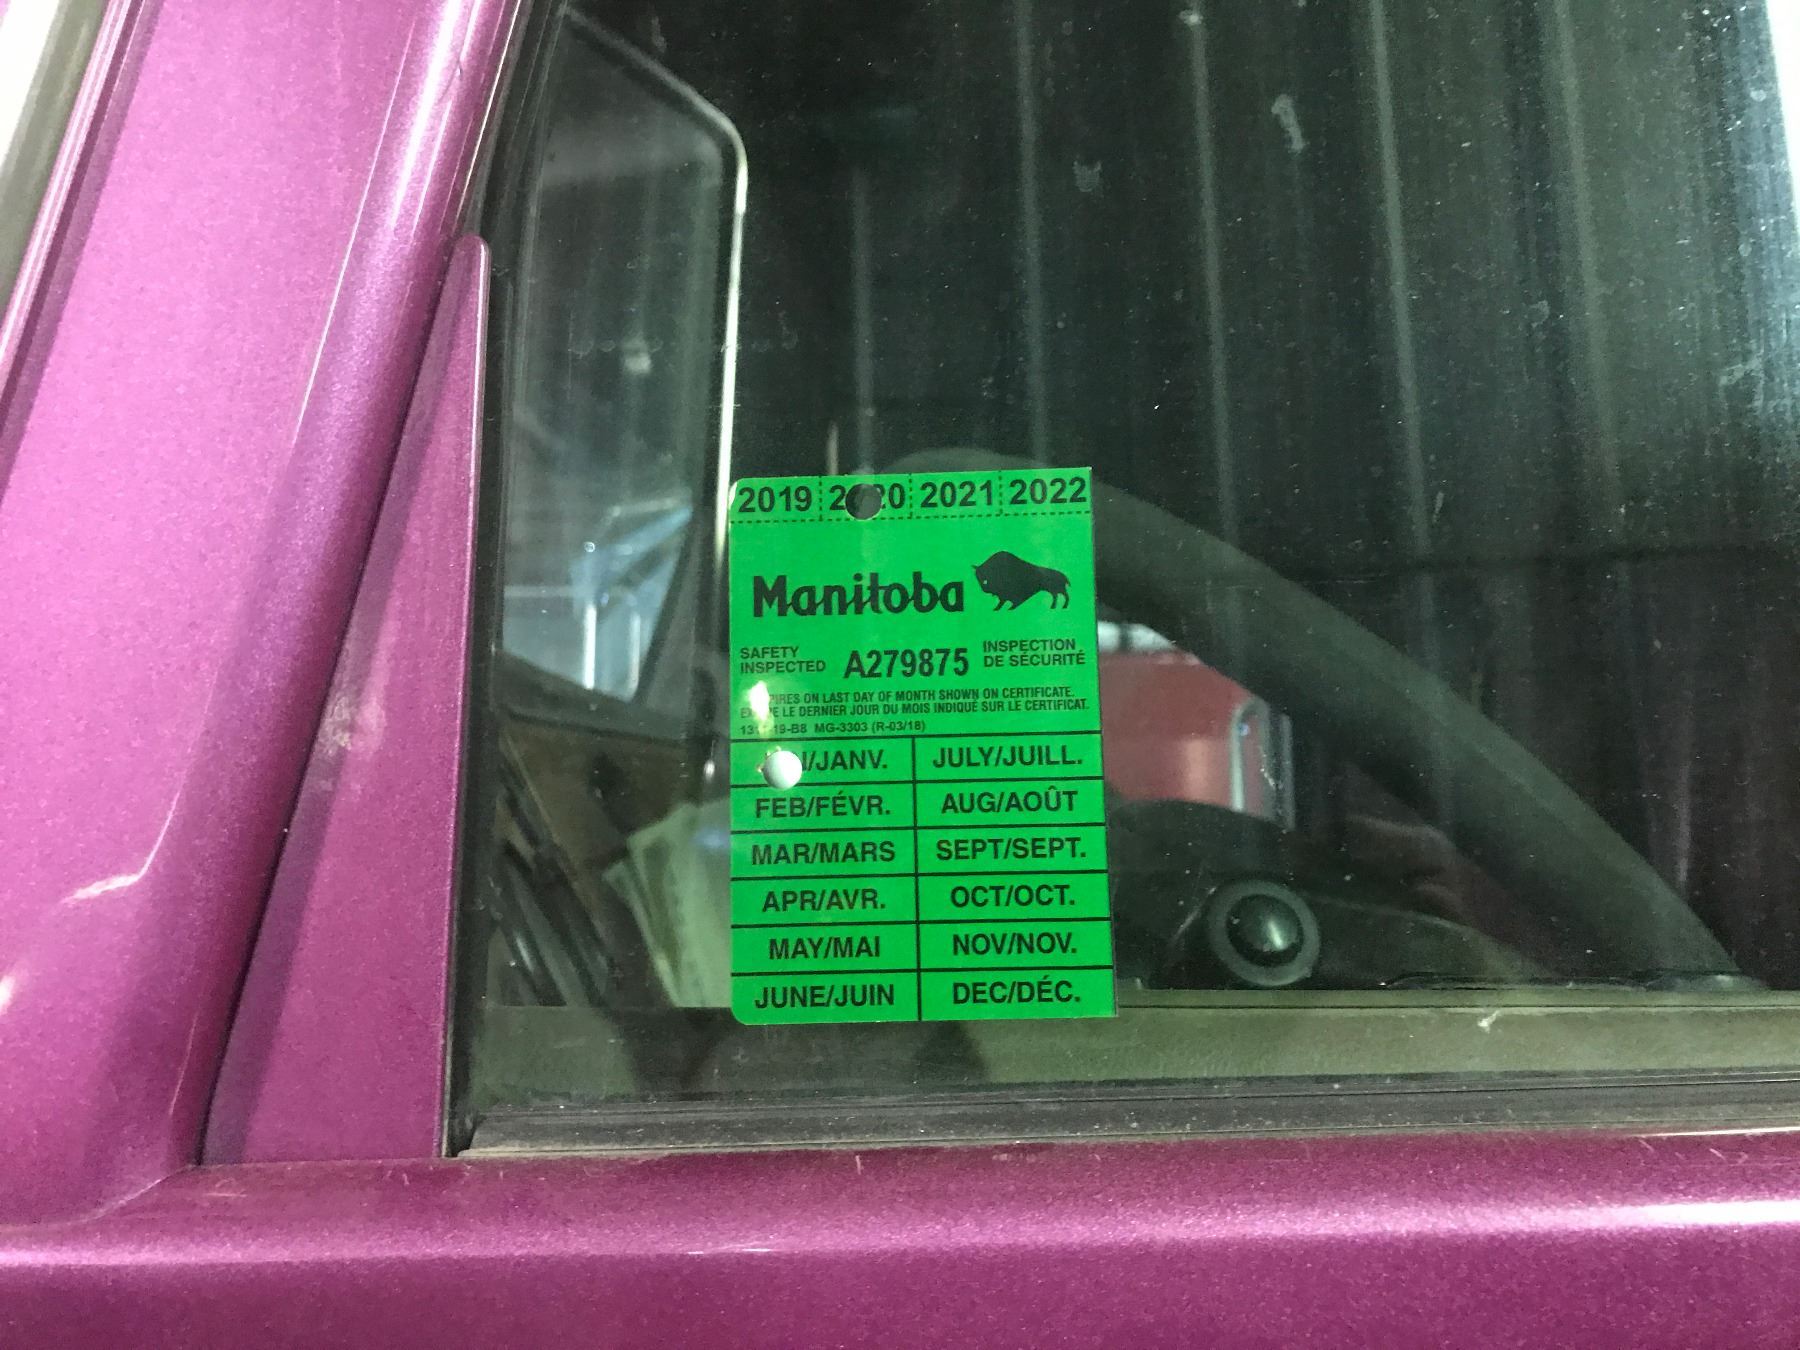 2019 2020 2021 2022
Manitoba
SAFETY INSPECTED A279875 INSPECTION DE SÉCURITÉ
ON LAST DAY OF MONTH SHOWN ON CERTIFICATE.
LE DERNIER JOUR DU MOIS INDIQUÉ SUR LE CERTIFICAT.
MG-3303 (R-03/18)
/JANV. JULY/JUILL.
FEB/FÉVR. AUG/AOÛT
MAR/MARS SEPT/SEPT.
APR/AVR. OCT/OCT.
MAY/MAI NOV/NOV.
JUNE/JUIN DEC/DÉC.